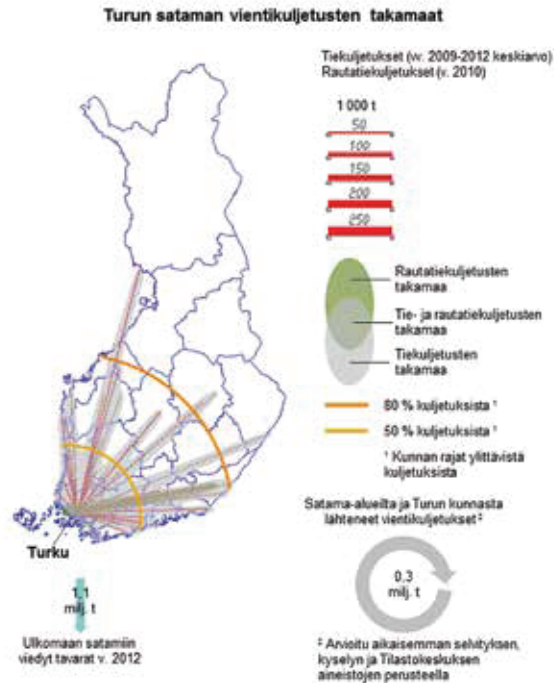 Turun sataman vientikuljetusten takamaat
Tiekuljetukset (vv. 2009-2012 keskiarvo)
Rautatiekuljetukset (v. 2010)
1 000 t
50
100
150
200
250
Rautatiekuljetusten
takamaa
Tie- ja rautatiekuljetusten
takamaa
Tiekuljetusten
takamaa
80 % kuljetuksista ¹
50 % kuljetuksista ¹
¹ Kunnan rajat ylittävistä
kuljetuksista
Satama-alueilta ja Turun kunnasta
lähteneet vientikuljetukset ‡
0,3
milj. t
‡ Arvioitu aikaisemman selvityksen,
kyselyn ja Tilastokeskuksen
aineistojen perusteella
Turku
1,1
milj. t
Ulkomaan satamiin
viedyt tavarat v. 2012